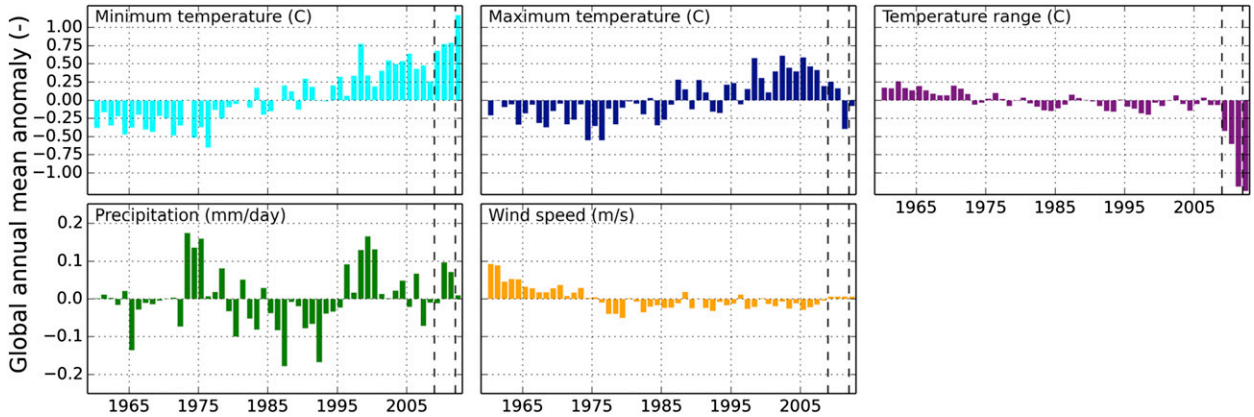 Global annual mean anomaly (-)
Minimum temperature (C)
1.00
0.75
0.50
0.25
0.00
−0.25
−0.50
−0.75
−1.00
Maximum temperature (C)
Temperature range (C)
1965 1975 1985 1995 2005
Precipitation (mm/day)
0.2
0.1
0.0
−0.1
−0.2
1965 1975 1985 1995 2005
Wind speed (m/s)
1965 1975 1985 1995 2005